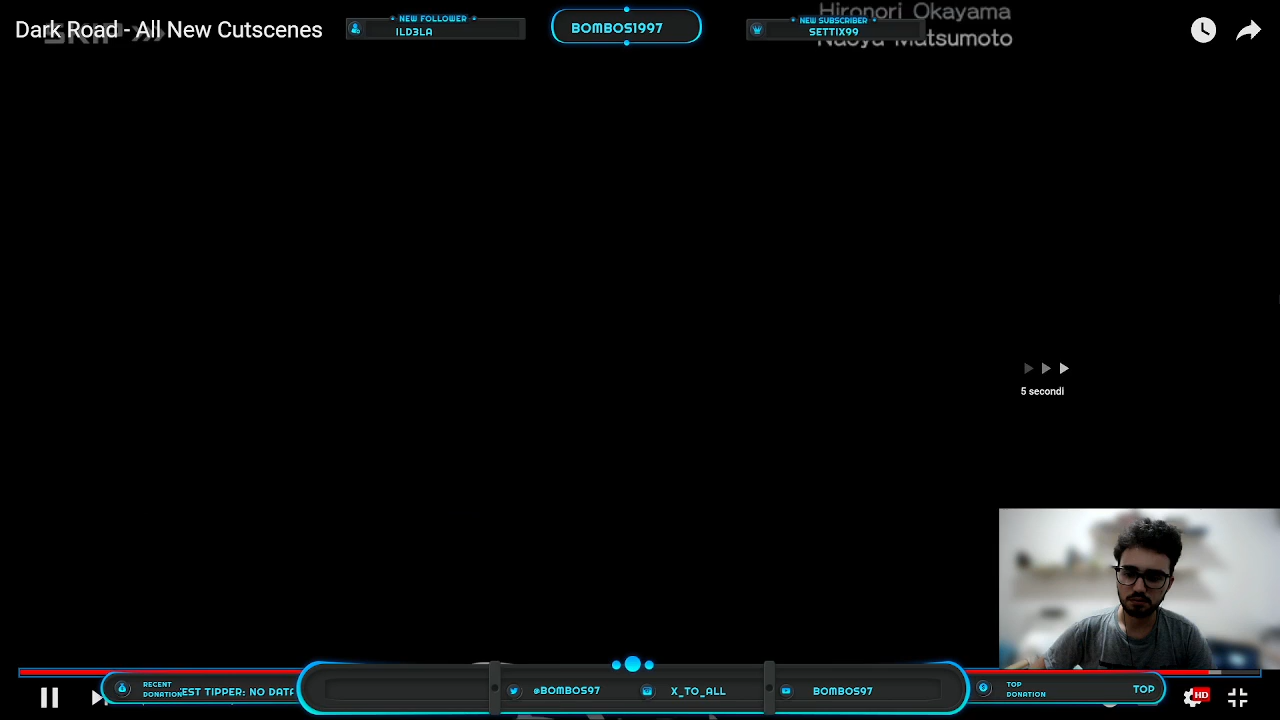 Dark Road - All New Cutscenes
SKIP
NEW FOLLOWER
ILD3LA
BOMBOS1997
NEW SUBSCRIBER
SETTIX99
Hironori Okayama
Naoya Matsumoto
5 secondi
RECENT
DONATION
EST TIPPER: NO DATA
@BOMBOS97
X_TO_ALL
BOMBOS97
TOP
DONATION
TOP
HD